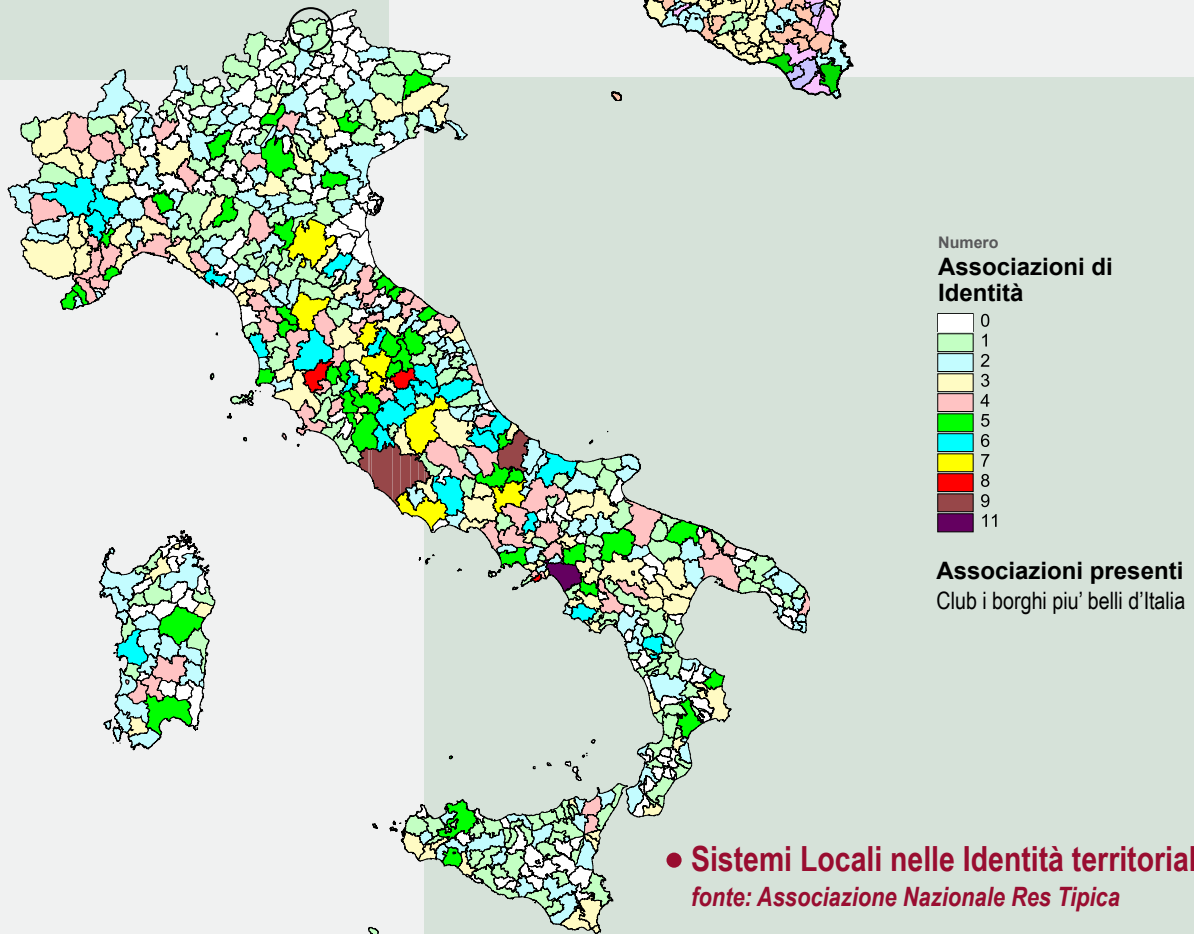 Numero
Associazioni di
Identità
0
1
2
3
4
5
6
7
8
9
11
Associazioni presenti
Club i borghi piu' belli d'Italia
• Sistemi Locali nelle Identità territorial
fonte: Associazione Nazionale Res Tipica